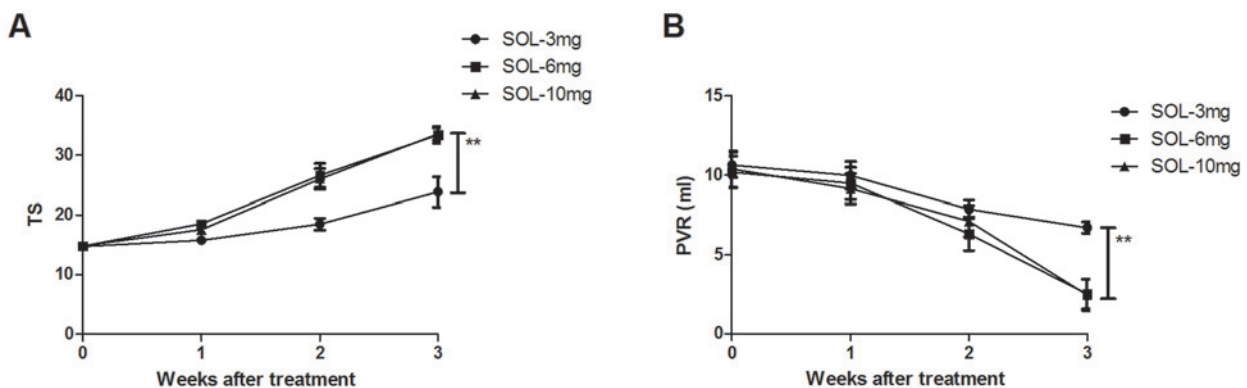 A
SOL-3mg
SOL-6mg
SOL-10mg
40
30
20
10
0
TS
**
0 1 2 3
Weeks after treatment
B
SOL-3mg
SOL-6mg
SOL-10mg
15
10
5
0
PVR (ml)
**
0 1 2 3
Weeks after treatment